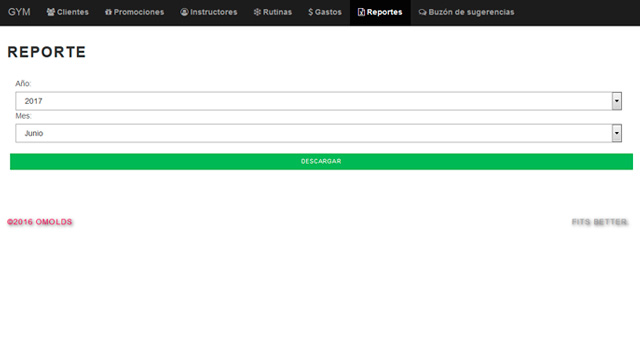 GYM Clientes Promociones Instructores Rutinas $ Gastos Reportes Buzón de sugerencias
REPORTE
Año:
2017
Mes:
Junio
DESCARGAR
©2016 OMOLDS FITS BETTER.